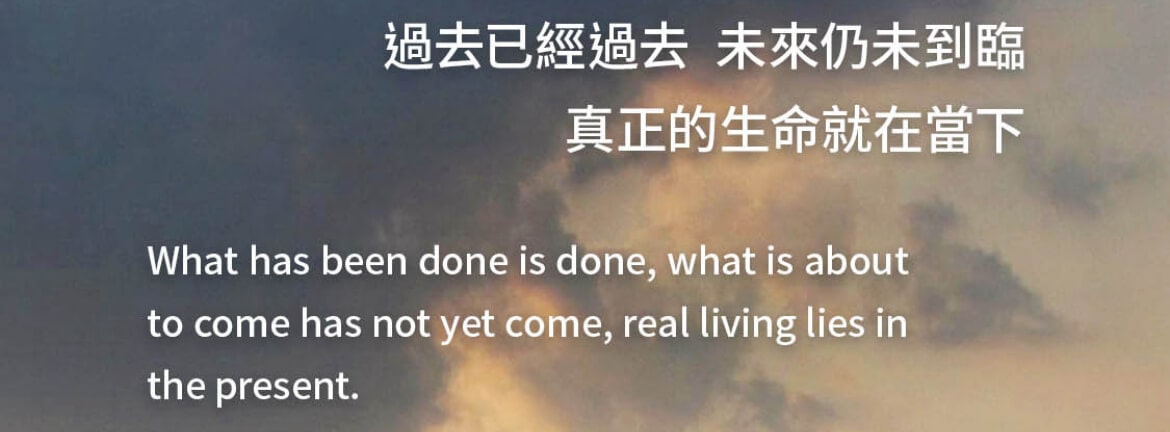 過去已經過去 未來仍未到臨
真正的生命就在當下
What has been done is done, what is about
to come has not yet come, real living lies in
the present.